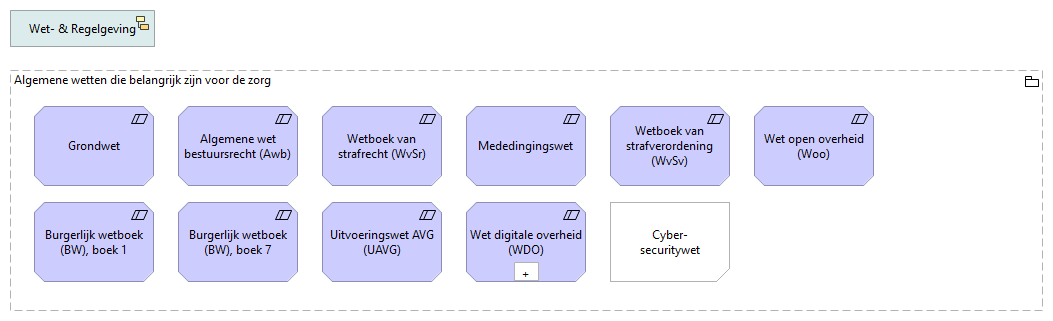 Wet- & Regelgeving
Algemene wetten die belangrijk zijn voor de zorg
Grondwet
Algemene wet
bestuursrecht (Awb)
Wetboek van
strafrecht (WvSr)
Mededingingswet
Wetboek van
strafverordening
(WvSv)
Wet open overheid
(Woo)
Burgerlijk wetboek
(BW), boek 1
Burgerlijk wetboek
(BW), boek 7
Uitvoeringswet AVG
(UAVG)
Wet digitale overheid
(WDO)
+
Cyber-
securitywet